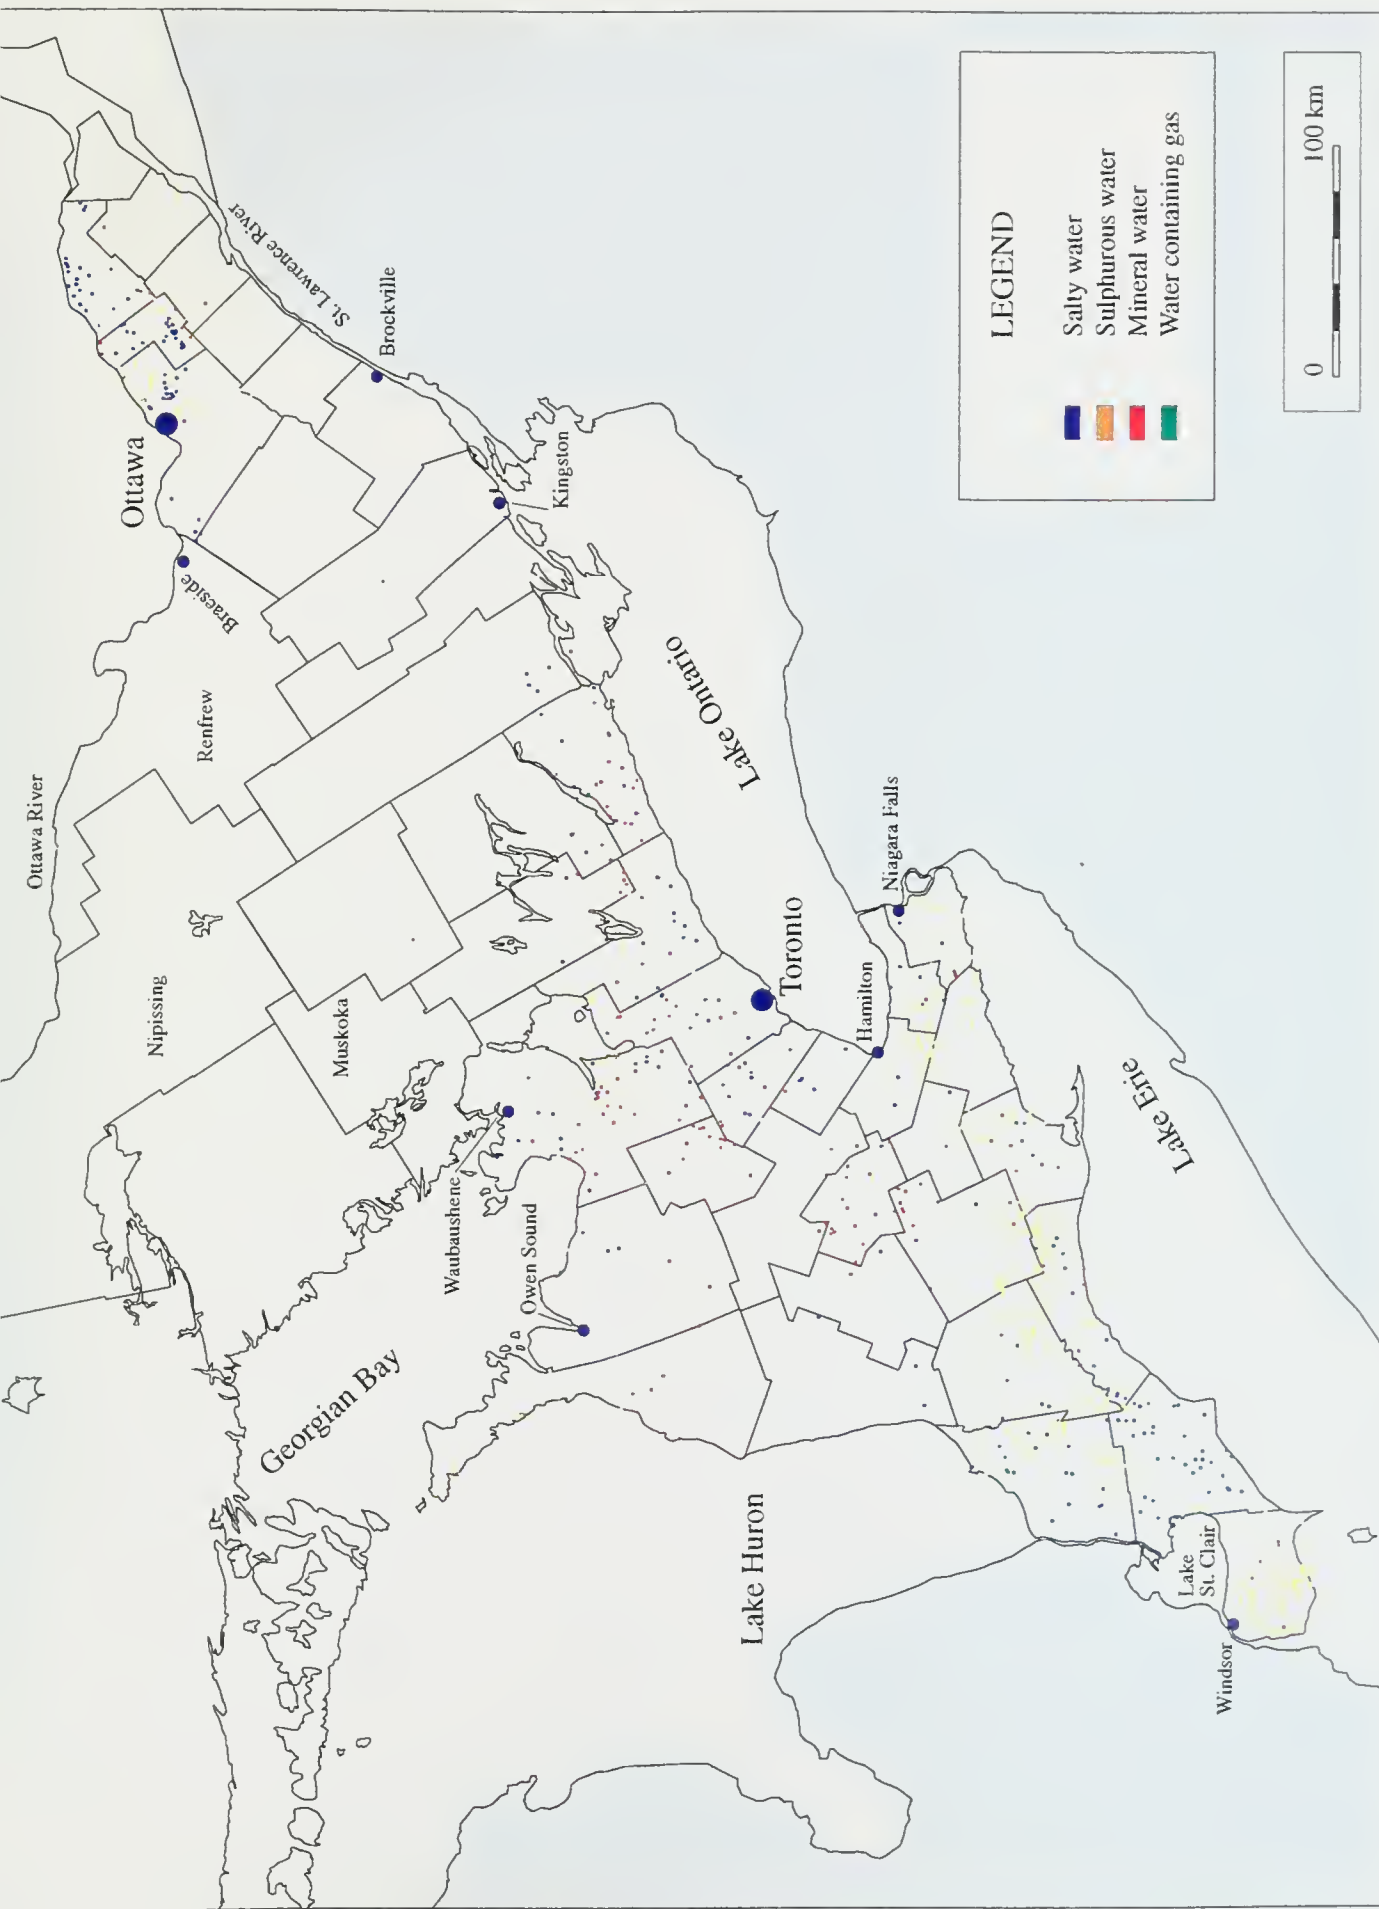 Ottawa River
Nipissing
Renfrew
Muskoka
Braeside
Ottawa
St. Lawrence River
Brockville
Kingston
Georgian Bay
Waubaushene
Owen Sound
Lake Huron
Lake Ontario
Toronto
Hamilton
Niagara Falls
Lake Erie
Lake
St. Clair
Windsor
LEGEND
Salty water
Sulphurous water
Mineral water
Water containing gas
0 100 km